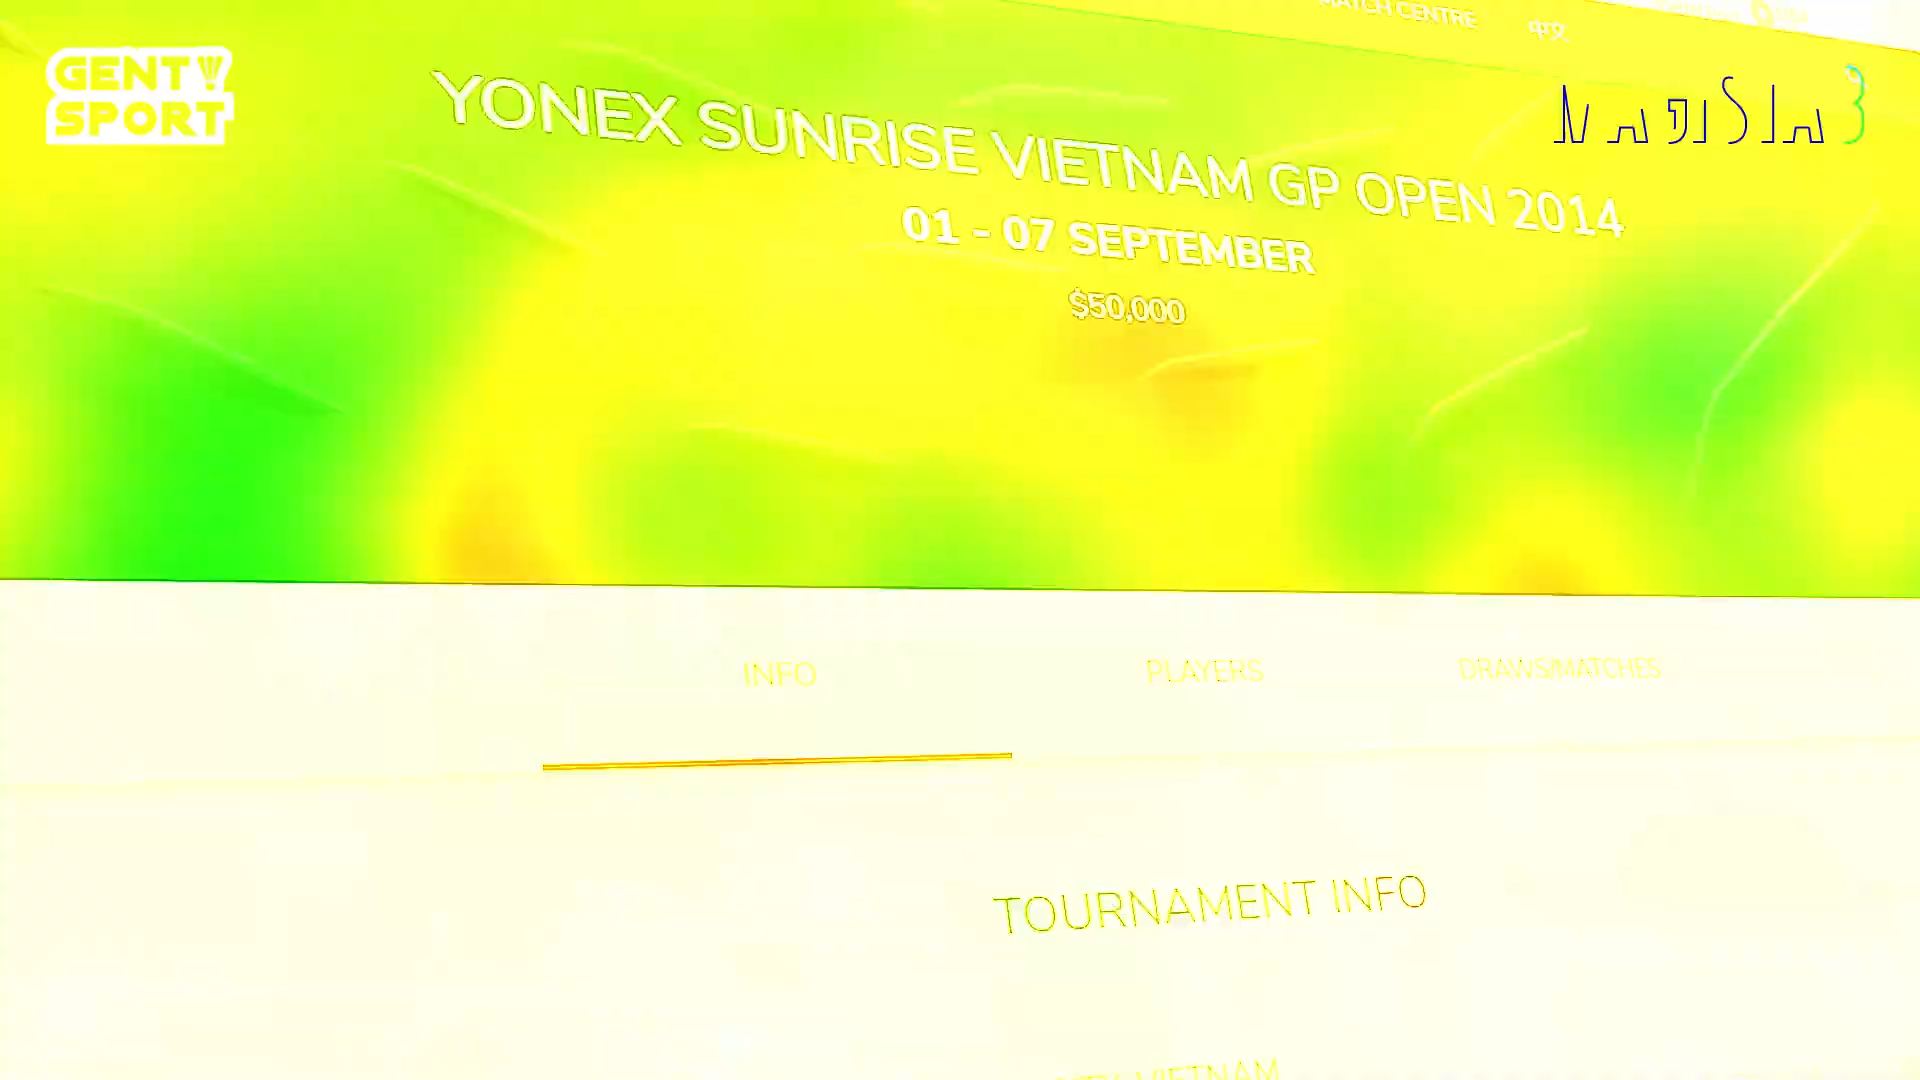 MATCH CENTRE 中文
GENT
SPORT
YONEX SUNRISE VIETNAM GP OPEN 2014
01 - 07 SEPTEMBER
$50,000
INFO PLAYERS DRAWS/MATCHES
TOURNAMENT INFO
VIETNAM